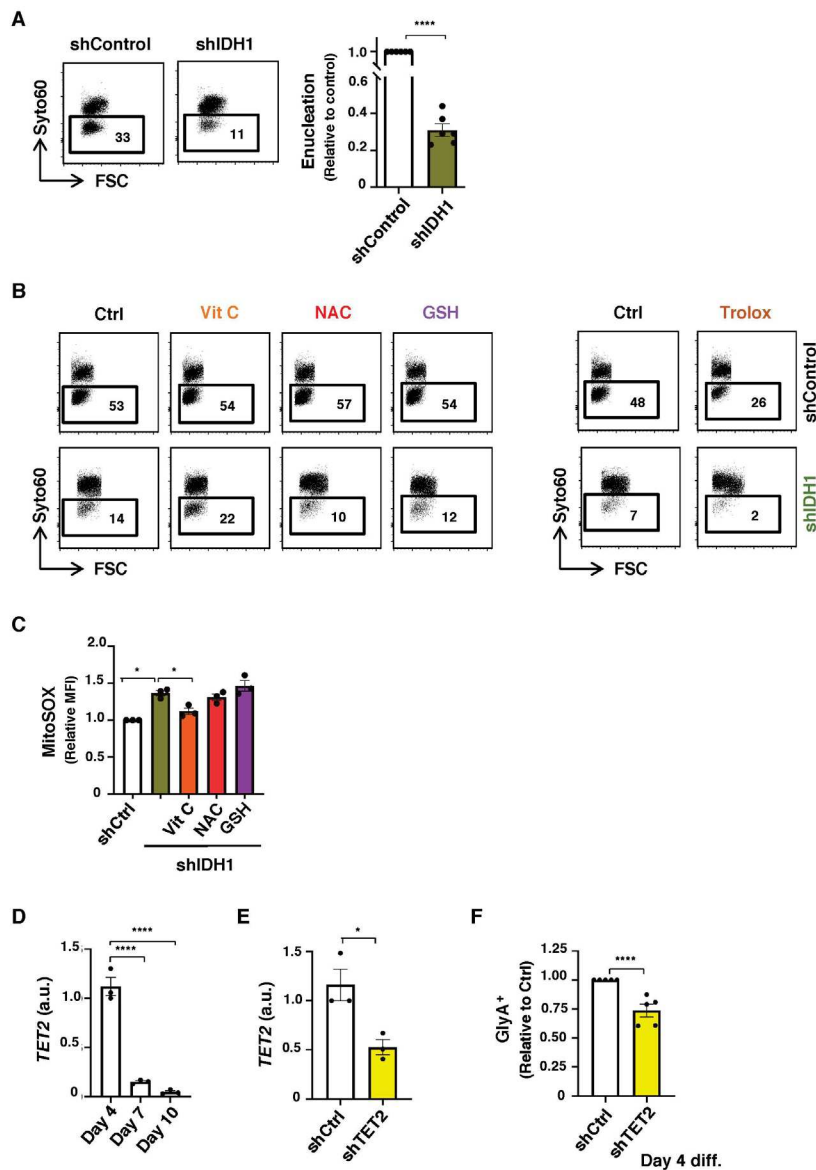 A
shControl
shIDH1
Syto60
33
11
FSC
Enucleation
(Relative to control)
1.0
0.6
0.4
0.2
0
****
shControl
shIDH1
B
Ctrl
Vit C
NAC
GSH
Ctrl
Trolox
53
54
57
54
48
26
shControl
Syto60
14
22
10
12
7
2
shIDH1
FSC
FSC
C
MitoSOX
(Relative MFI)
2.0
1.5
1.0
0.5
0
*
*
shCtrl
Vit C
NAC
GSH
shIDH1
D
TET2 (a.u.)
1.5
1.0
0.5
0
****
****
Day 4
Day 7
Day 10
E
TET2 (a.u.)
1.5
1.0
0.5
0
*
shCtrl
shTET2
F
GlyA+
(Relative to Ctrl)
1.25
1.00
0.75
0.50
0.25
0
****
shCtrl
shTET2
Day 4 diff.